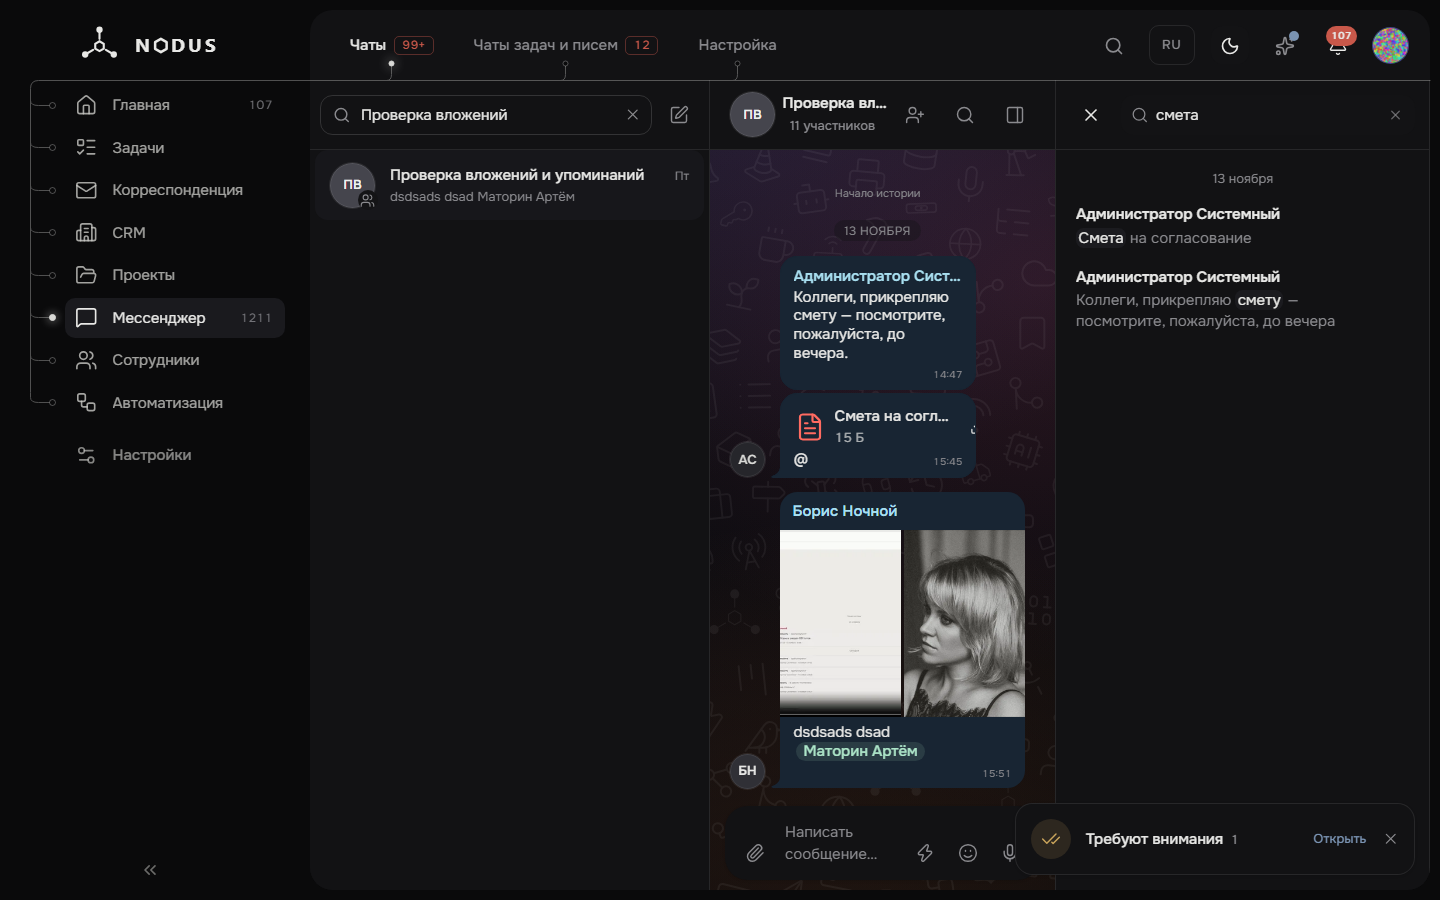 NODUS
Чаты 99+
Чаты задач и писем 12
Настройка
RU
107
Главная 107
Задачи
Корреспонденция
CRM
Проекты
Мессенджер 1211
Сотрудники
Автоматизация
Настройки
Проверка вложений
ПВ
Проверка вложений и упоминаний Пт
dsdsads dsad Маторин Артём
ПВ
Проверка вл...
11 участников
Начало истории
13 НОЯБРЯ
Администратор Сист...
Коллеги, прикрепляю
смету — посмотрите,
пожалуйста, до
вечера.
14:47
Смета на согл...
15 Б
@ 15:45
АС
Борис Ночной
dsdsads dsad
Маторин Артём
15:51
БН
Написать
сообщение...
смета
13 ноября
Администратор Системный
Смета на согласование
Администратор Системный
Коллеги, прикрепляю смету —
посмотрите, пожалуйста, до вечера
Требуют внимания 1
Открыть